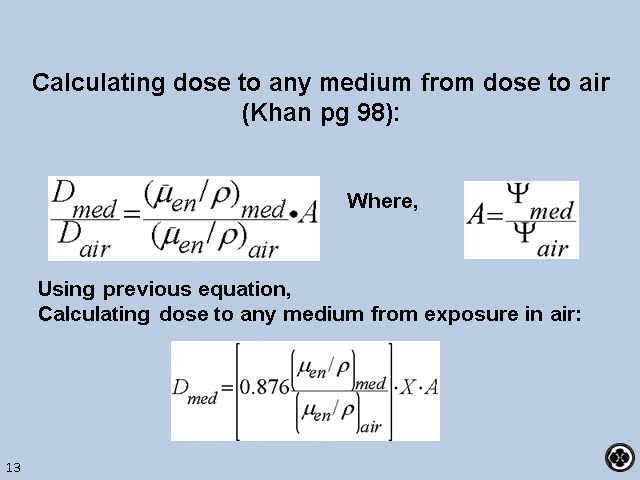 Calculating dose to any medium from dose to air
(Khan pg 98):
D_med / D_air = (μ̄_en/ρ)_med / (μ̄_en/ρ)_air • A
Where,
A = Ψ_med / Ψ_air
Using previous equation,
Calculating dose to any medium from exposure in air:
D_med = [0.876 (μ_en/ρ)_med / (μ_en/ρ)_air] · X · A
13